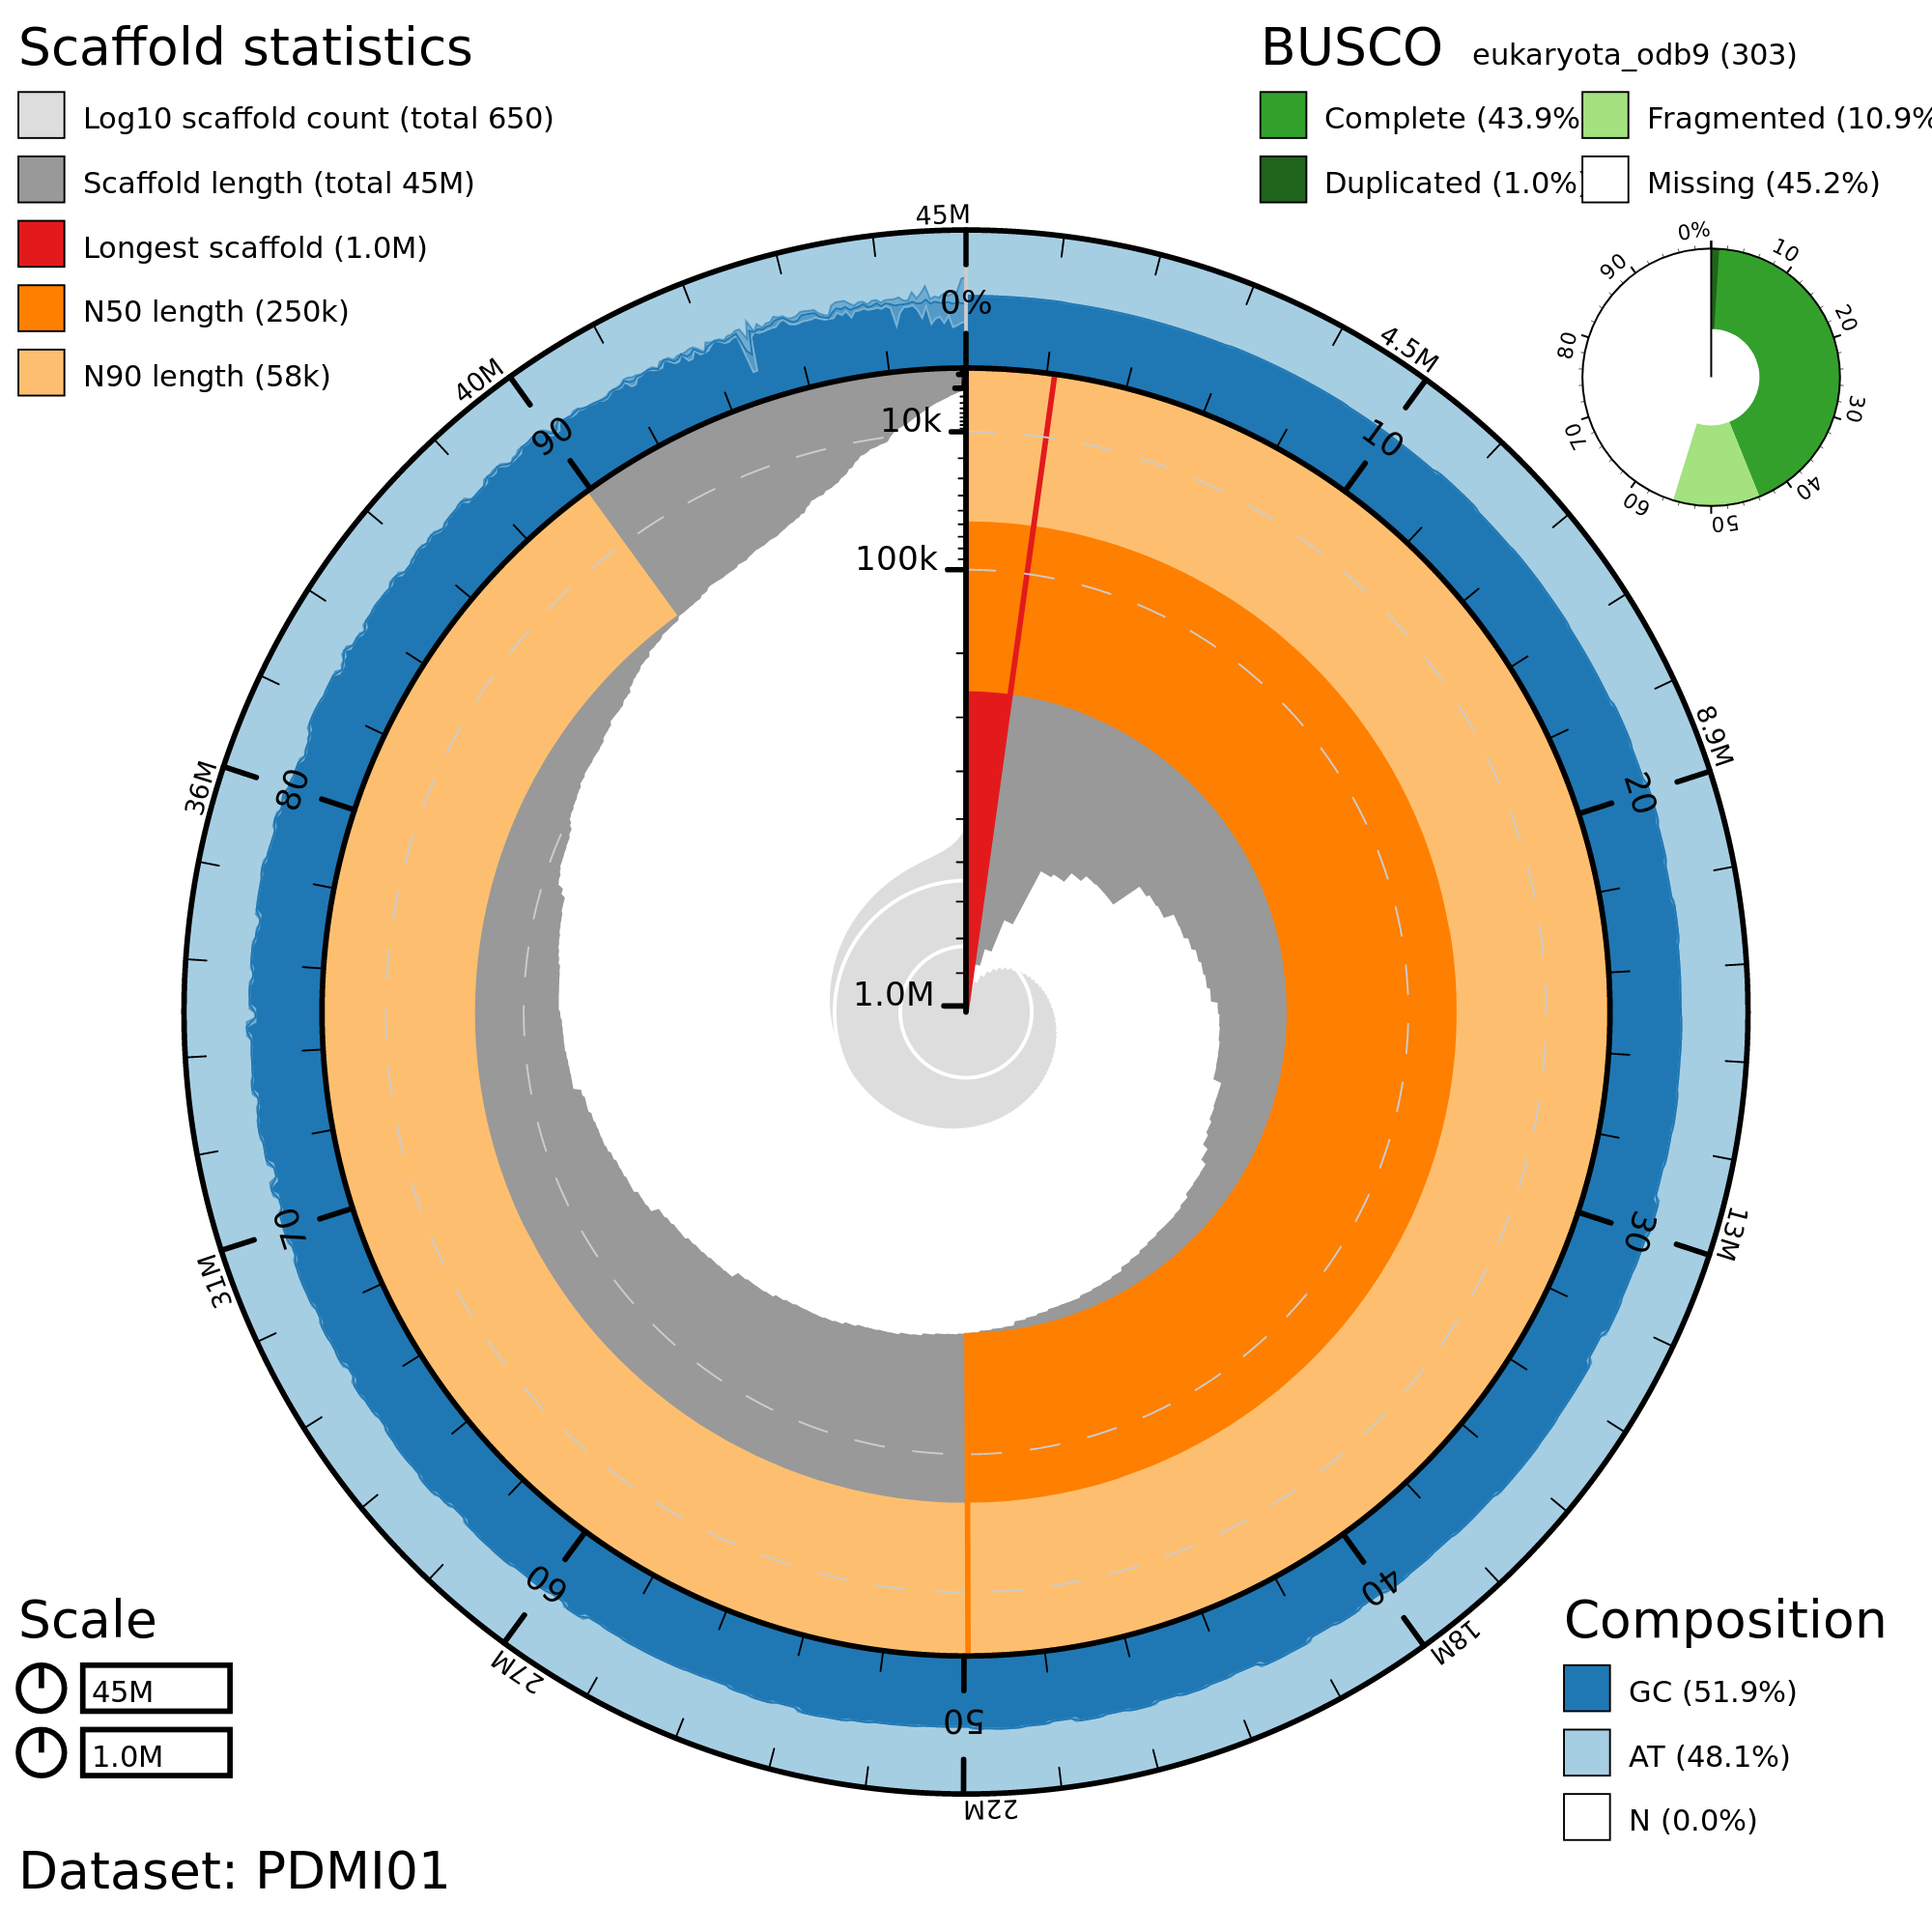 Scaffold statistics
Log10 scaffold count (total 650)
Scaffold length (total 45M)
Longest scaffold (1.0M)
N50 length (250k)
N90 length (58k)
BUSCO eukaryota_odb9 (303)
Complete (43.9% Fragmented (10.9%
Duplicated (1.0% Missing (45.2%)
0%
10
20
30
40
50
60
70
80
90
45M
4.5M
8.9M
13M
18M
22M
27M
31M
36M
40M
0%
10
20
30
40
50
60
70
80
90
10k
100k
1.0M
Scale
45M
1.0M
Composition
GC (51.9%)
AT (48.1%)
N (0.0%)
Dataset: PDMI01